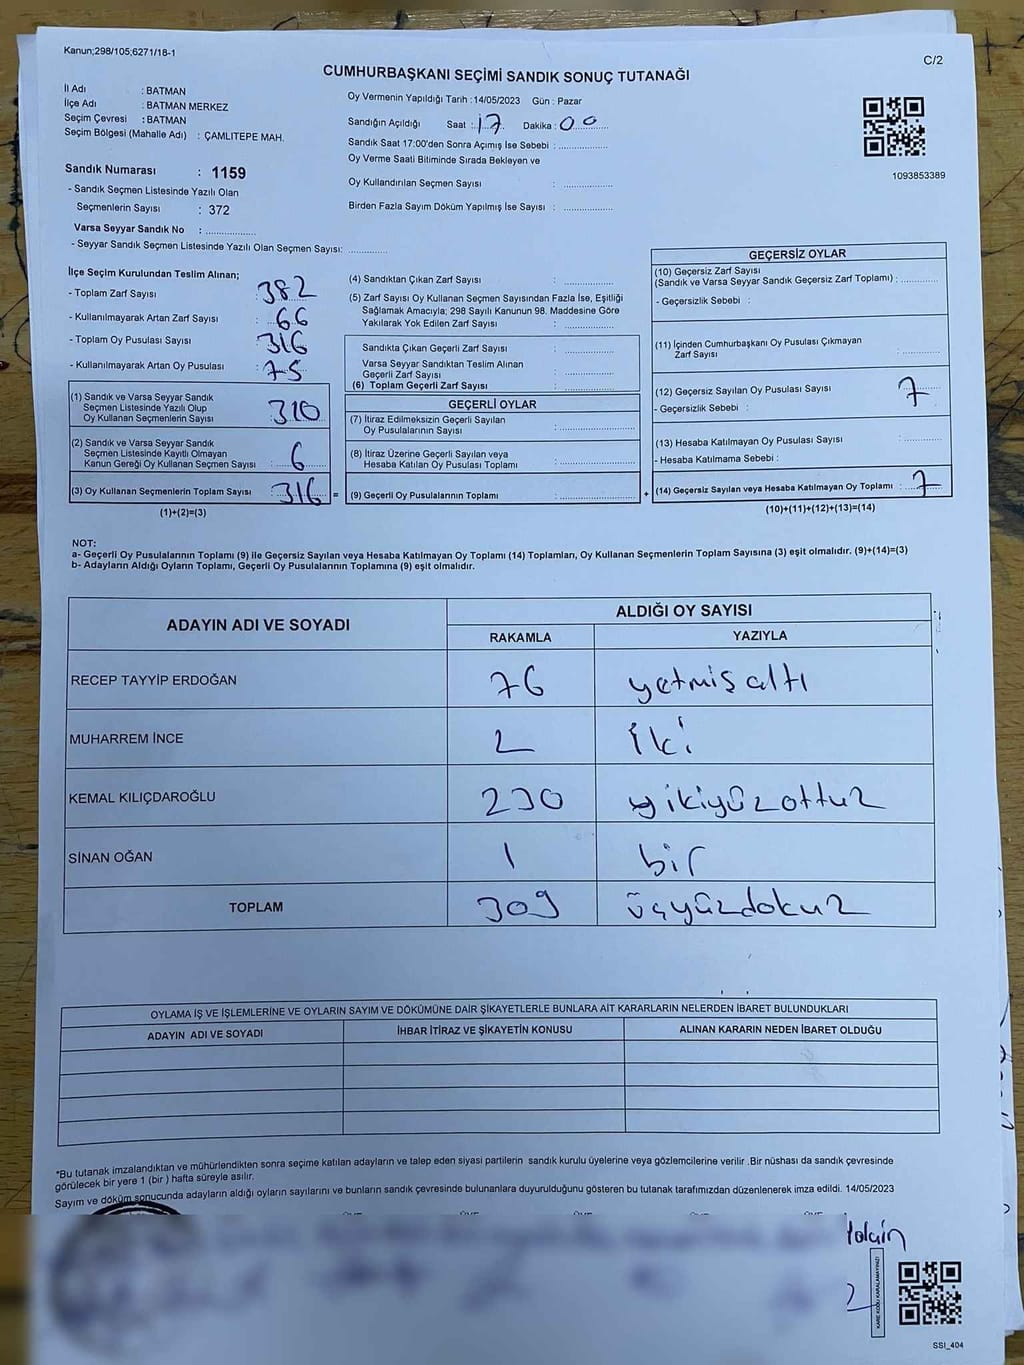 Kanun;298/105;6271/18-1
C/2
CUMHURBAŞKANI SEÇİMİ SANDIK SONUÇ TUTANAĞI
İl Adı : BATMAN
İlçe Adı : BATMAN MERKEZ
Seçim Çevresi : BATMAN
Seçim Bölgesi (Mahalle Adı) : ÇAMLITEPE MAH.
Oy Vermenin Yapıldığı Tarih :14/05/2023 Gün : Pazar
Sandığın Açıldığı Saat : 17 Dakika : 00
Sandık Saat 17:00'den Sonra Açımış İse Sebebi :
Oy Verme Saati Bitiminde Sırada Bekleyen ve
Oy Kullandırılan Seçmen Sayısı :
Birden Fazla Sayım Döküm Yapılmış İse Sayısı :
1093853389
Sandık Numarası : 1159
- Sandık Seçmen Listesinde Yazılı Olan
Seçmenlerin Sayısı : 372
Varsa Seyyar Sandık No :
- Seyyar Sandık Seçmen Listesinde Yazılı Olan Seçmen Sayısı:
İlçe Seçim Kurulundan Teslim Alınan;
- Toplam Zarf Sayısı : 382
- Kullanılmayarak Artan Zarf Sayısı : 66
- Toplam Oy Pusulası Sayısı : 316
- Kullanılmayarak Artan Oy Pusulası : 75
(1) Sandık ve Varsa Seyyar Sandık
Seçmen Listesinde Yazılı Olup
Oy Kullanan Seçmenlerin Sayısı : 310
(2) Sandık ve Varsa Seyyar Sandık
Seçmen Listesinde Kayıtlı Olmayan
Kanun Gereği Oy Kullanan Seçmen Sayısı : 6
(3) Oy Kullanan Seçmenlerin Toplam Sayısı : 316
(1)+(2)=(3)
=
(4) Sandıktan Çıkan Zarf Sayısı :
(5) Zarf Sayısı Oy Kullanan Seçmen Sayısından Fazla İse, Eşitliği
Sağlamak Amacıyla; 298 Sayılı Kanunun 98. Maddesine Göre
Yakılarak Yok Edilen Zarf Sayısı :
Sandıkta Çıkan Geçerli Zarf Sayısı :
Varsa Seyyar Sandıktan Teslim Alınan
Geçerli Zarf Sayısı :
(6) Toplam Geçerli Zarf Sayısı :
GEÇERLİ OYLAR
(7) İtiraz Edilmeksizin Geçerli Sayılan
Oy Pusulalarının Sayısı :
(8) İtiraz Üzerine Geçerli Sayılan veya
Hesaba Katılan Oy Pusulası Toplamı :
(9) Geçerli Oy Pusulalarının Toplamı :
+
GEÇERSİZ OYLAR
(10) Geçersiz Zarf Sayısı
(Sandık ve Varsa Seyyar Sandık Geçersiz Zarf Toplamı) :
- Geçersizlik Sebebi :
(11) İçinden Cumhurbaşkanı Oy Pusulası Çıkmayan
Zarf Sayısı :
(12) Geçersiz Sayılan Oy Pusulası Sayısı : 7
- Geçersizlik Sebebi :
(13) Hesaba Katılmayan Oy Pusulası Sayısı :
- Hesaba Katılmama Sebebi :
(14) Geçersiz Sayılan veya Hesaba Katılmayan Oy Toplamı : 7
(10)+(11)+(12)+(13)=(14)
NOT:
a- Geçerli Oy Pusulalarının Toplamı (9) ile Geçersiz Sayılan veya Hesaba Katılmayan Oy Toplamı (14) Toplamları, Oy Kullanan Seçmenlerin Toplam Sayısına (3) eşit olmalıdır. (9)+(14)=(3)
b- Adayların Aldığı Oyların Toplamı, Geçerli Oy Pusulalarının Toplamına (9) eşit olmalıdır.
ADAYIN ADI VE SOYADI
ALDIĞI OY SAYISI
RAKAMLA YAZIYLA
RECEP TAYYİP ERDOĞAN 76 yetmiş altı
MUHARREM İNCE 2 iki
KEMAL KILIÇDAROĞLU 230 ikiyüzottuz
SİNAN OĞAN 1 bir
TOPLAM 309 üçyüzdokuz
OYLAMA İŞ VE İŞLEMLERİNE VE OYLARIN SAYIM VE DÖKÜMÜNE DAİR ŞİKAYETLERLE BUNLARA AİT KARARLARIN NELERDEN İBARET BULUNDUKLARI
ADAYIN ADI VE SOYADI İHBAR İTİRAZ VE ŞİKAYETİN KONUSU ALINAN KARARIN NEDEN İBARET OLDUĞU
*Bu tutanak imzalandıktan ve mühürlendikten sonra seçime katılan adayların ve talep eden siyasi partilerin sandık kurulu üyelerine veya gözlemcilerine verilir .Bir nüshası da sandık çevresinde
görülecek bir yere 1 (bir ) hafta süreyle asılır.
Sayım ve döküm sonucunda adayların aldığı oyların sayılarını ve bunların sandık çevresinde bulunanlara duyurulduğunu gösteren bu tutanak tarafımızdan düzenlenerek imza edildi. 14/05/2023
KARE KODU KARALAMAYINIZ!
SSI_404